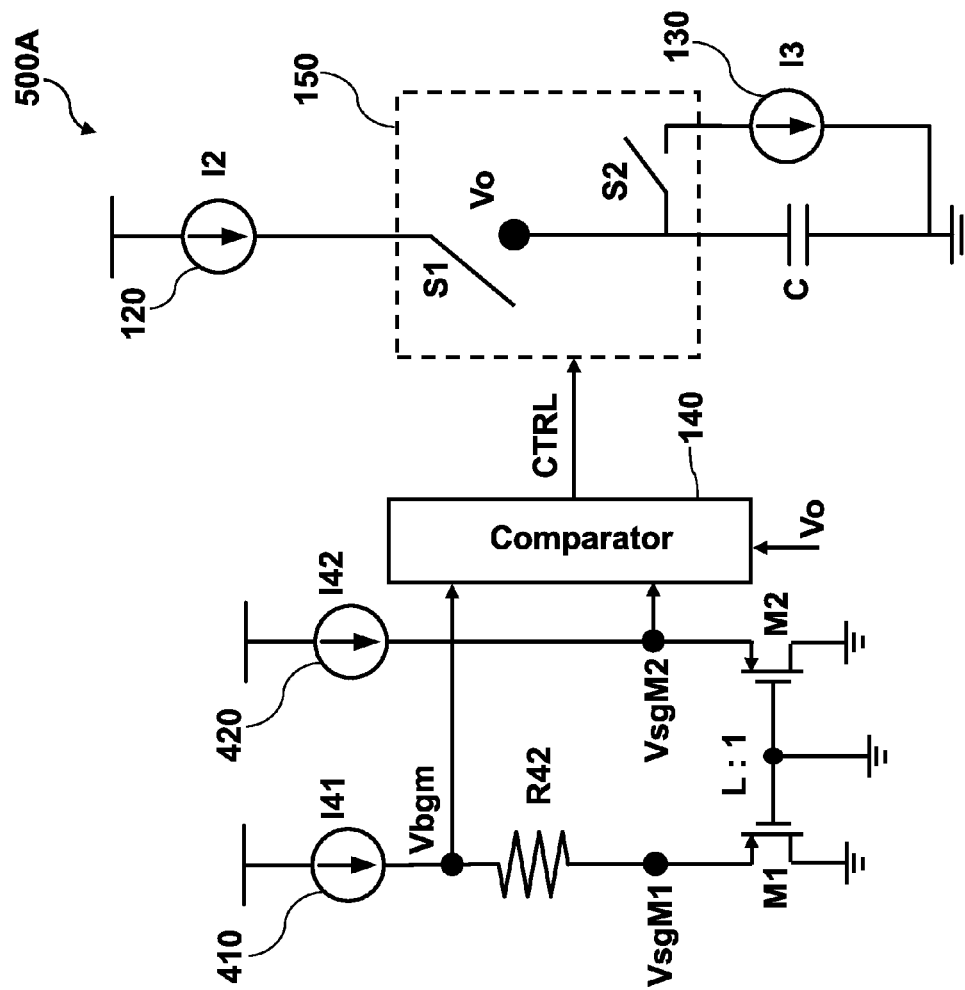 500A
I2
120
150
Vo
S1
S2
130
I3
C
CTRL
140
Comparator
Vo
I42
420
I41
410
Vbgm
R42
VsgM1
VsgM2
L : 1
M1
M2